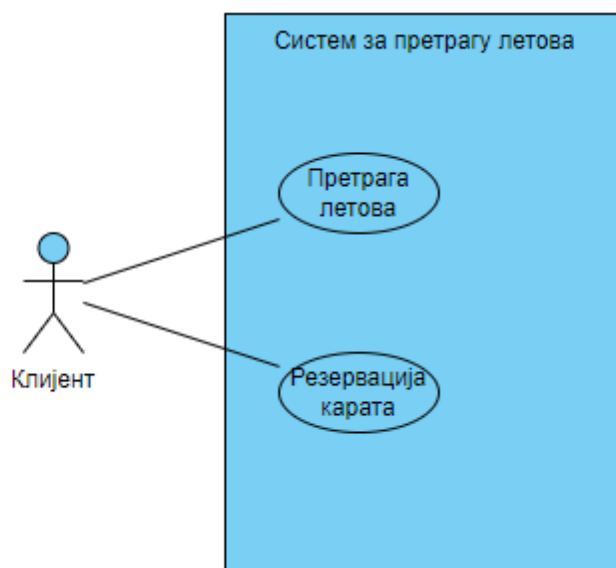 Систем за претрагу летова
Претрага
летова
Клијент
Резервација
карата